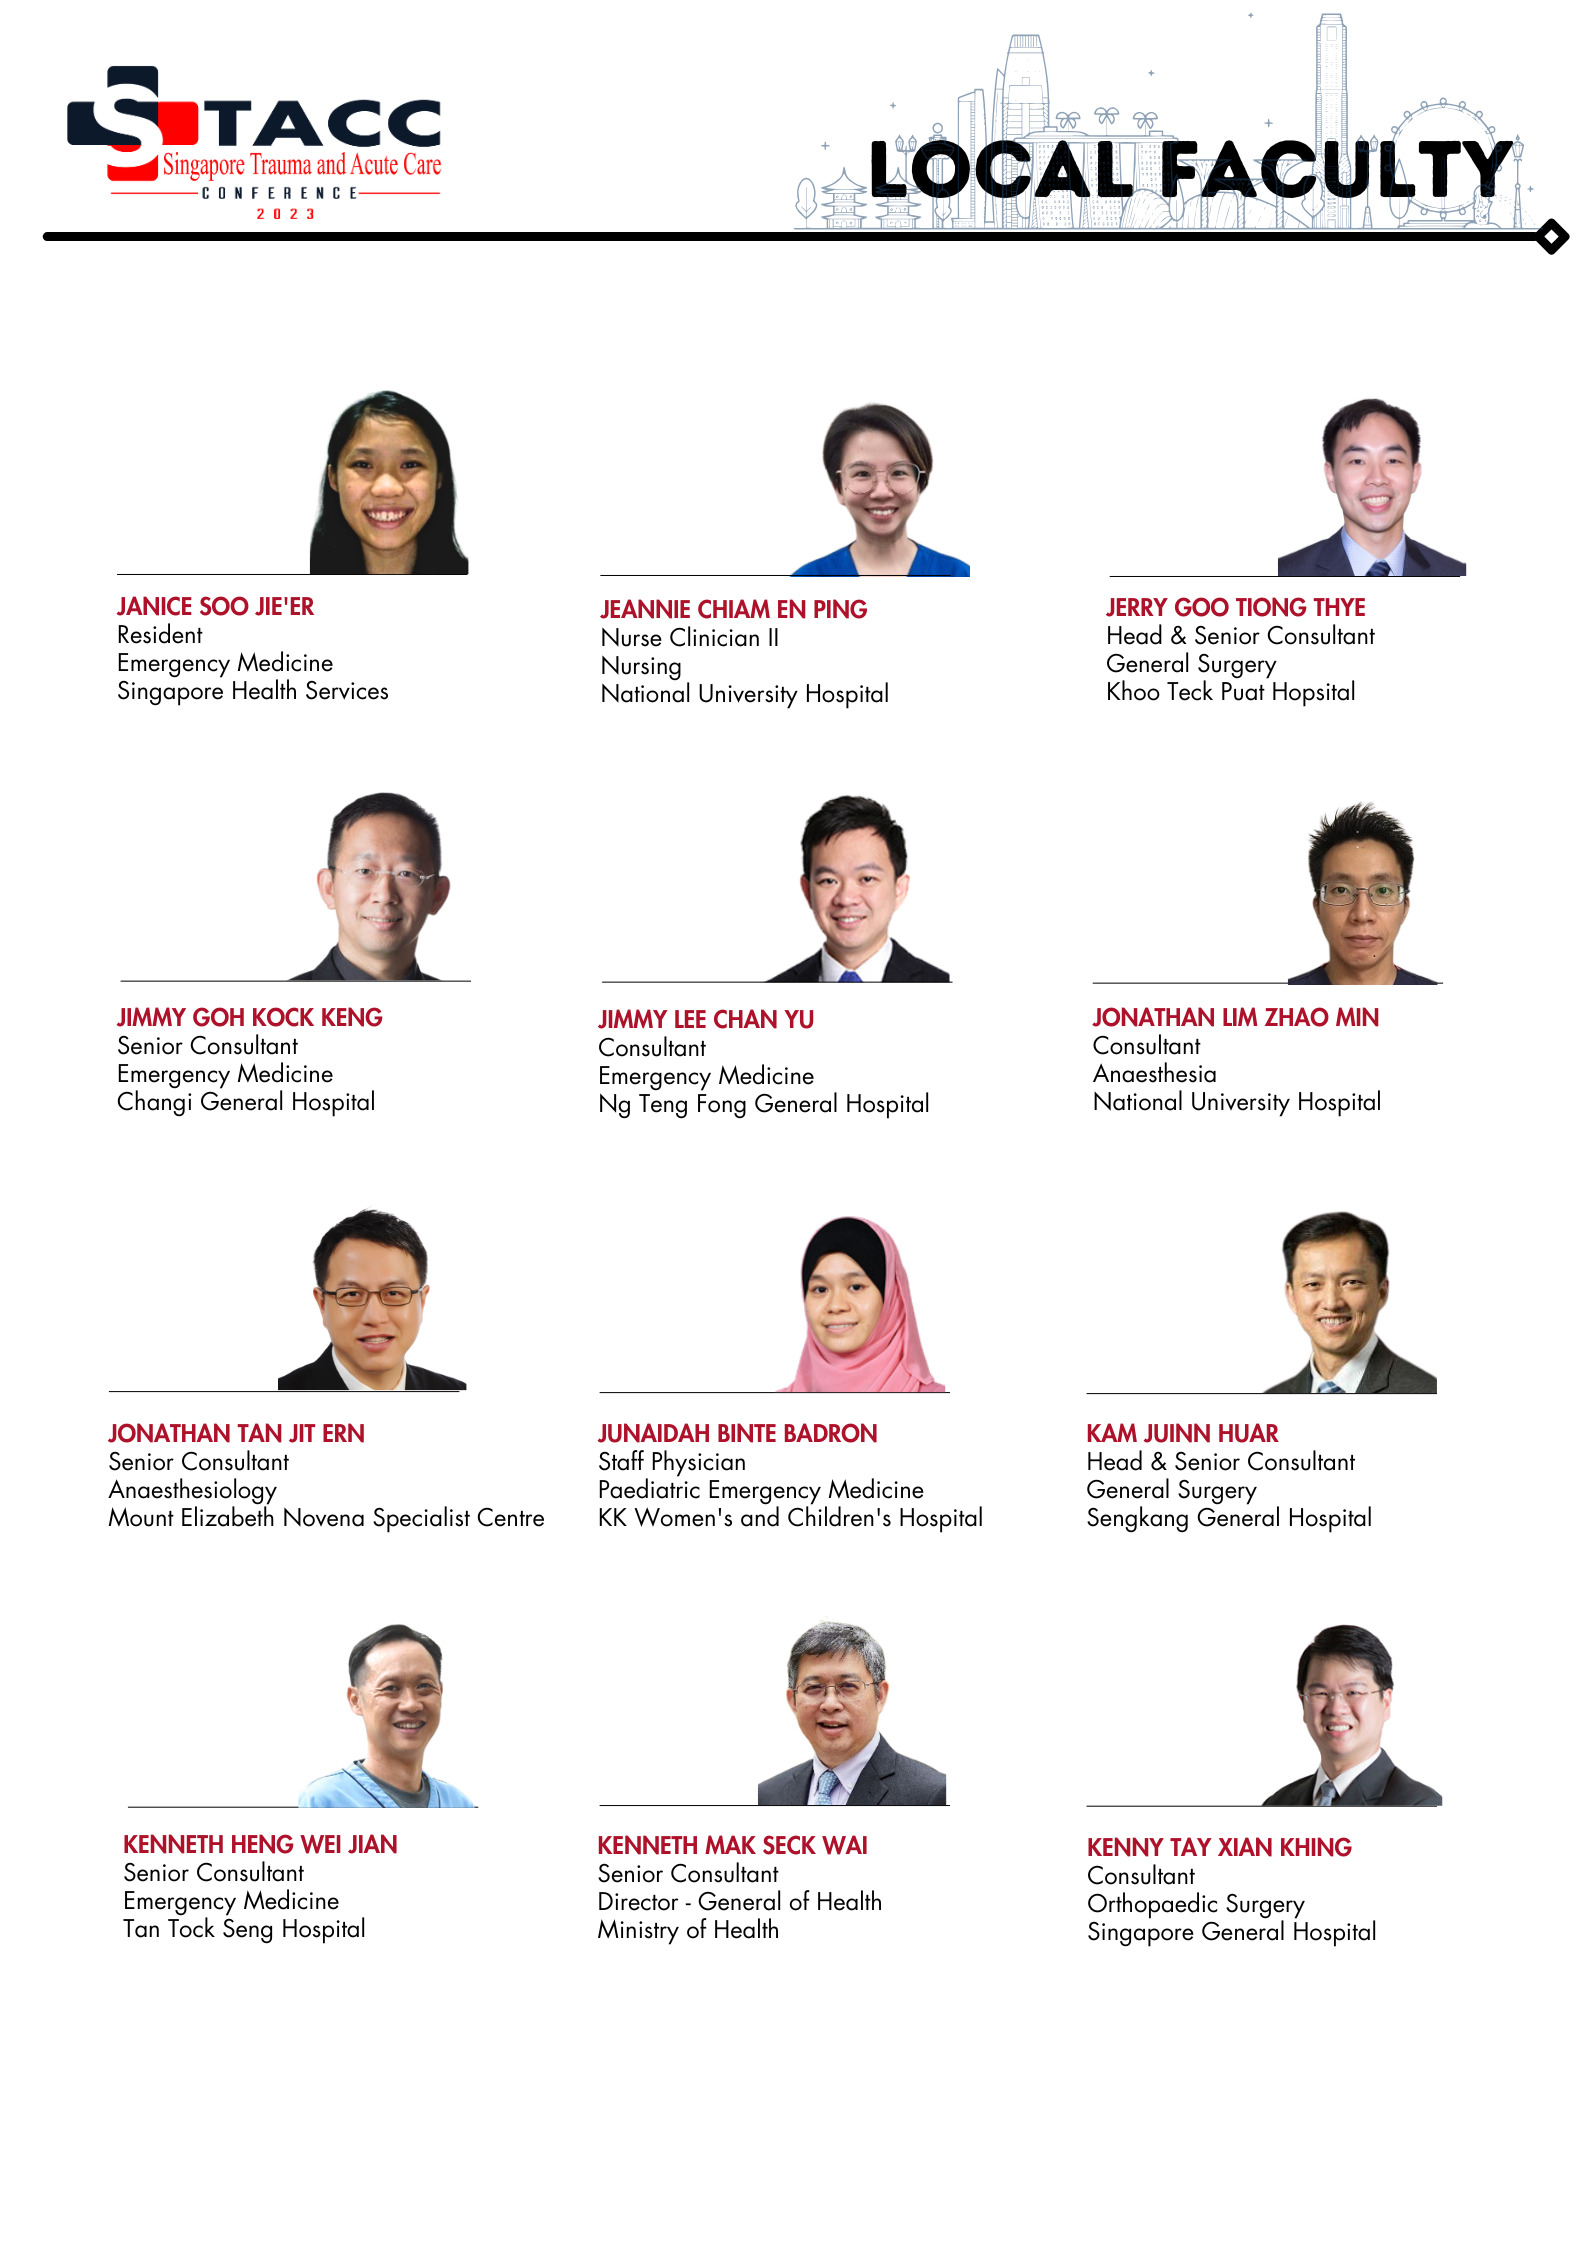 STACC
Singapore Trauma and Acute Care
CONFERENCE
2023
LOCAL FACULTY
JANICE SOO JIE'ER
Resident
Emergency Medicine
Singapore Health Services
JEANNIE CHIAM EN PING
Nurse Clinician II
Nursing
National University Hospital
JERRY GOO TIONG THYE
Head & Senior Consultant
General Surgery
Khoo Teck Puat Hopsital
JIMMY GOH KOCK KENG
Senior Consultant
Emergency Medicine
Changi General Hospital
JIMMY LEE CHAN YU
Consultant
Emergency Medicine
Ng Teng Fong General Hospital
JONATHAN LIM ZHAO MIN
Consultant
Anaesthesia
National University Hospital
JONATHAN TAN JIT ERN
Senior Consultant
Anaesthesiology
Mount Elizabeth Novena Specialist Centre
JUNAIDAH BINTE BADRON
Staff Physician
Paediatric Emergency Medicine
KK Women's and Children's Hospital
KAM JUINN HUAR
Head & Senior Consultant
General Surgery
Sengkang General Hospital
KENNETH HENG WEI JIAN
Senior Consultant
Emergency Medicine
Tan Tock Seng Hospital
KENNETH MAK SECK WAI
Senior Consultant
Director - General of Health
Ministry of Health
KENNY TAY XIAN KHING
Consultant
Orthopaedic Surgery
Singapore General Hospital